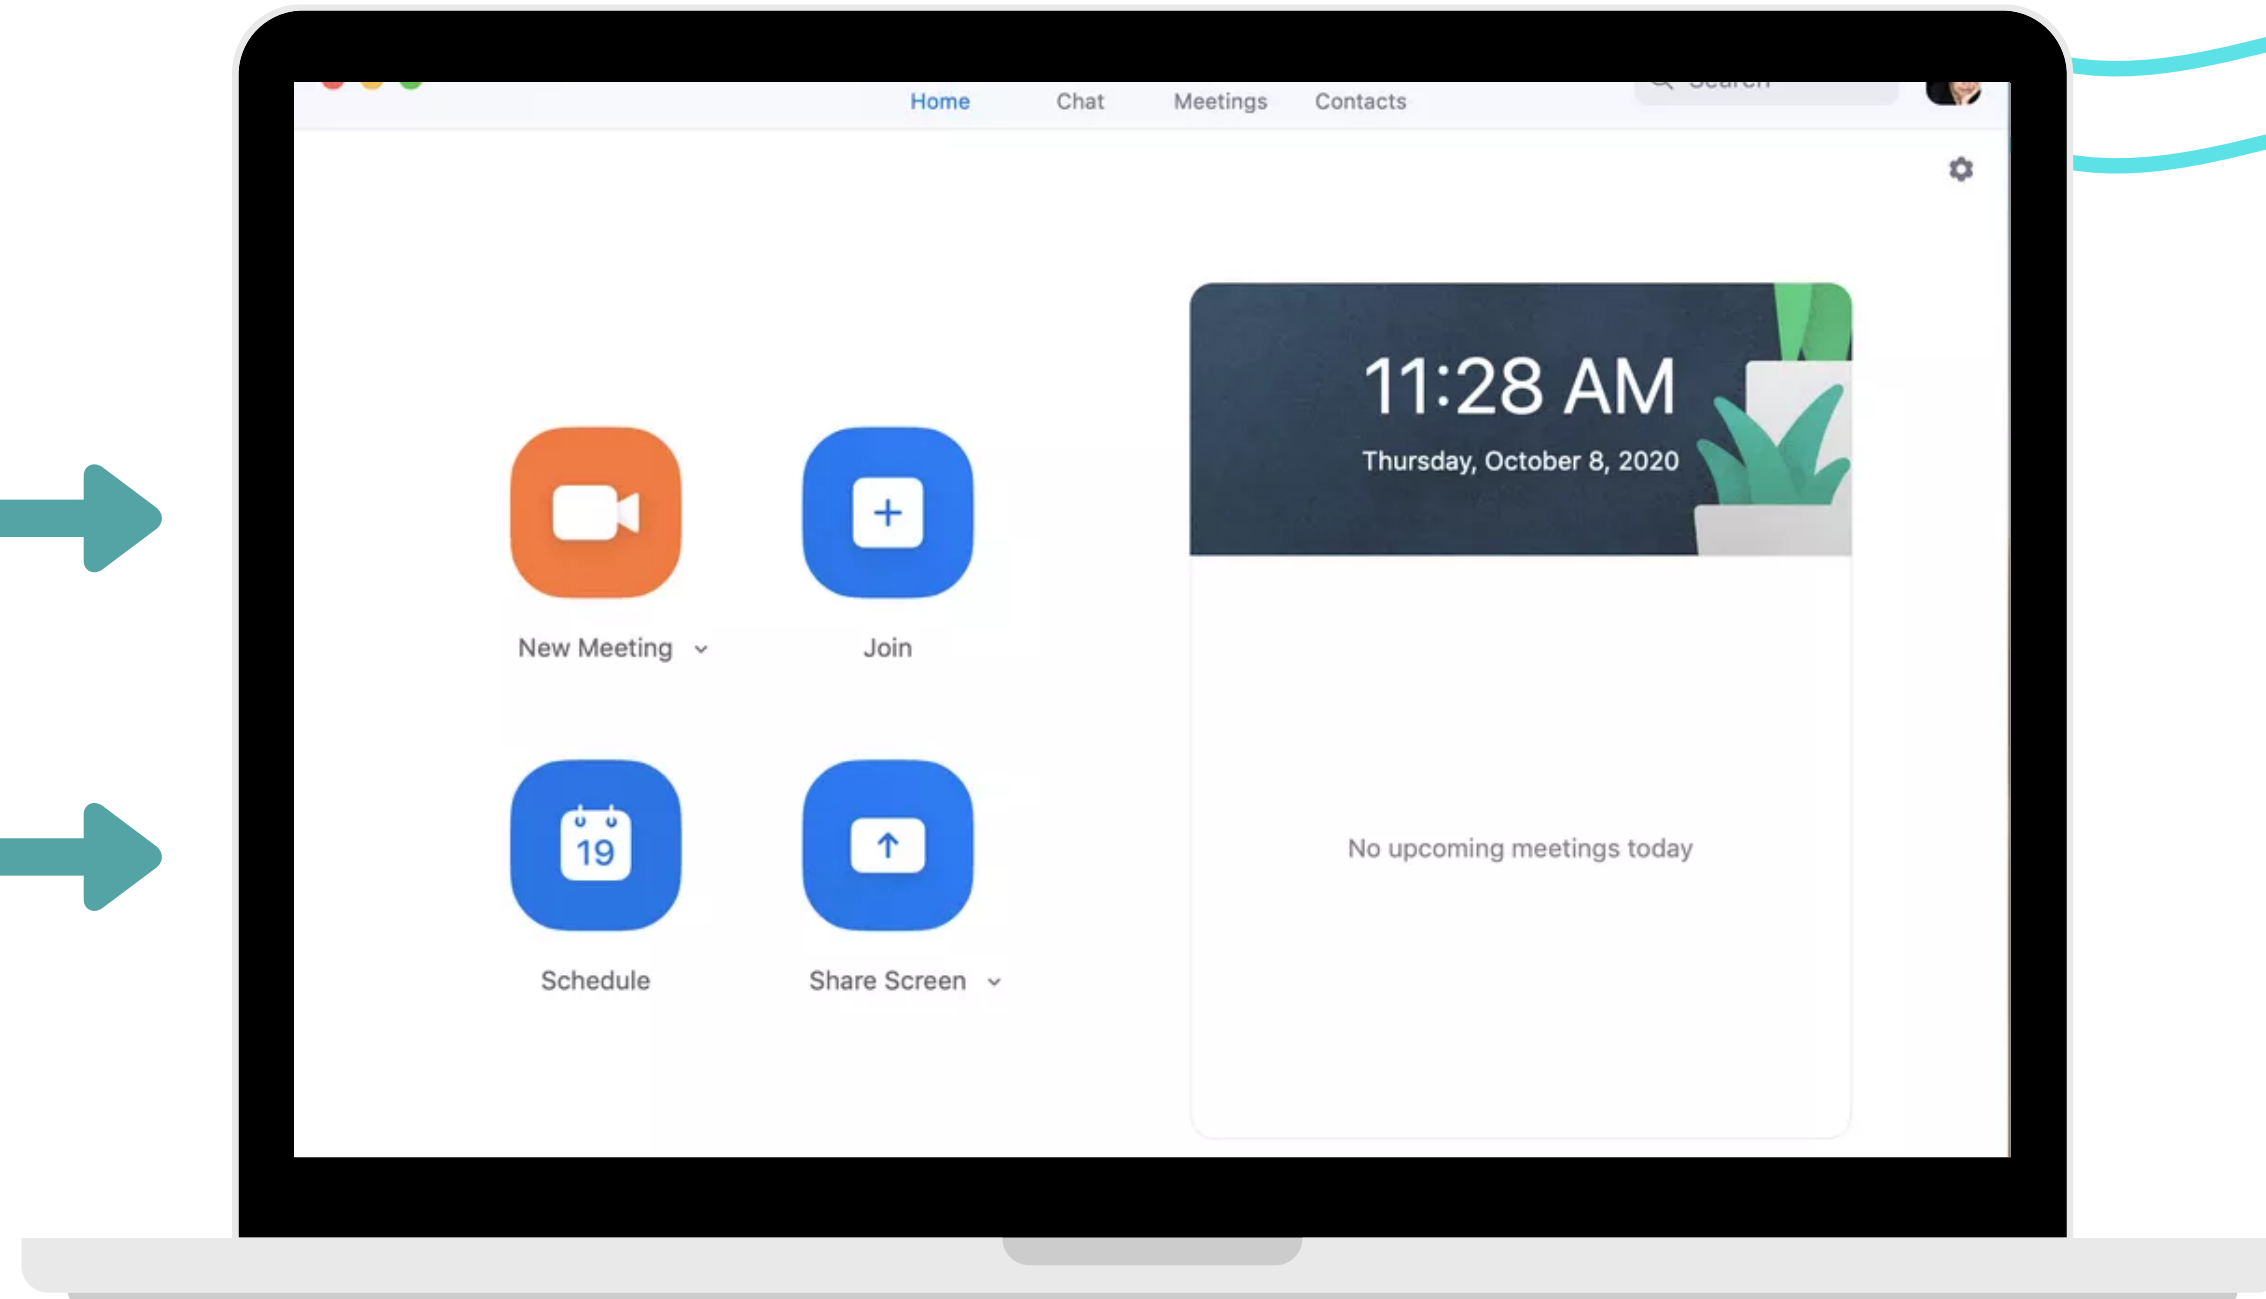 Home Chat Meetings Contacts Search
11:28 AM
Thursday, October 8, 2020
New Meeting Join
19
Schedule Share Screen
No upcoming meetings today